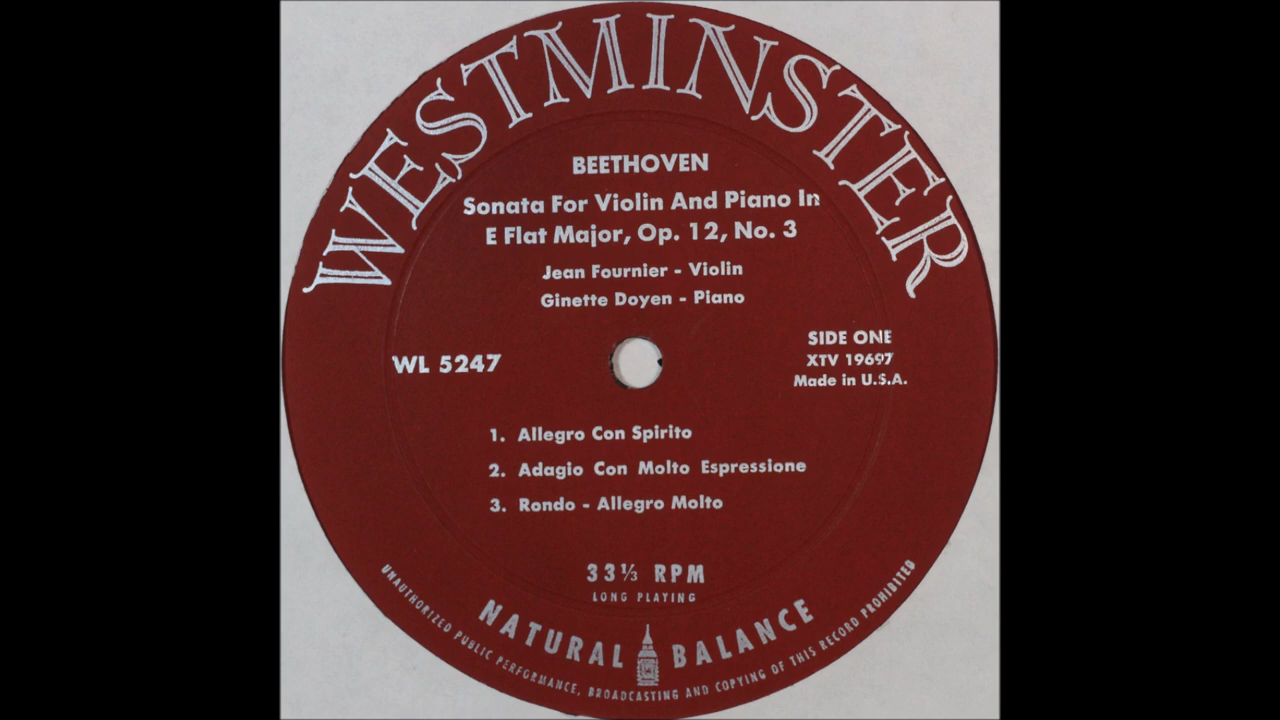 WESTMINSTER
BEETHOVEN
Sonata For Violin And Piano In
E Flat Major, Op. 12, No. 3
Jean Fournier - Violin
Ginette Doyen - Piano
WL 5247
SIDE ONE
XTV 19697
Made in U.S.A.
1. Allegro Con Spirito
2. Adagio Con Molto Espressione
3. Rondo - Allegro Molto
33⅓ RPM
LONG PLAYING
NATURAL BALANCE
UNAUTHORIZED PUBLIC PERFORMANCE, BROADCASTING AND COPYING OF THIS RECORD PROHIBITED